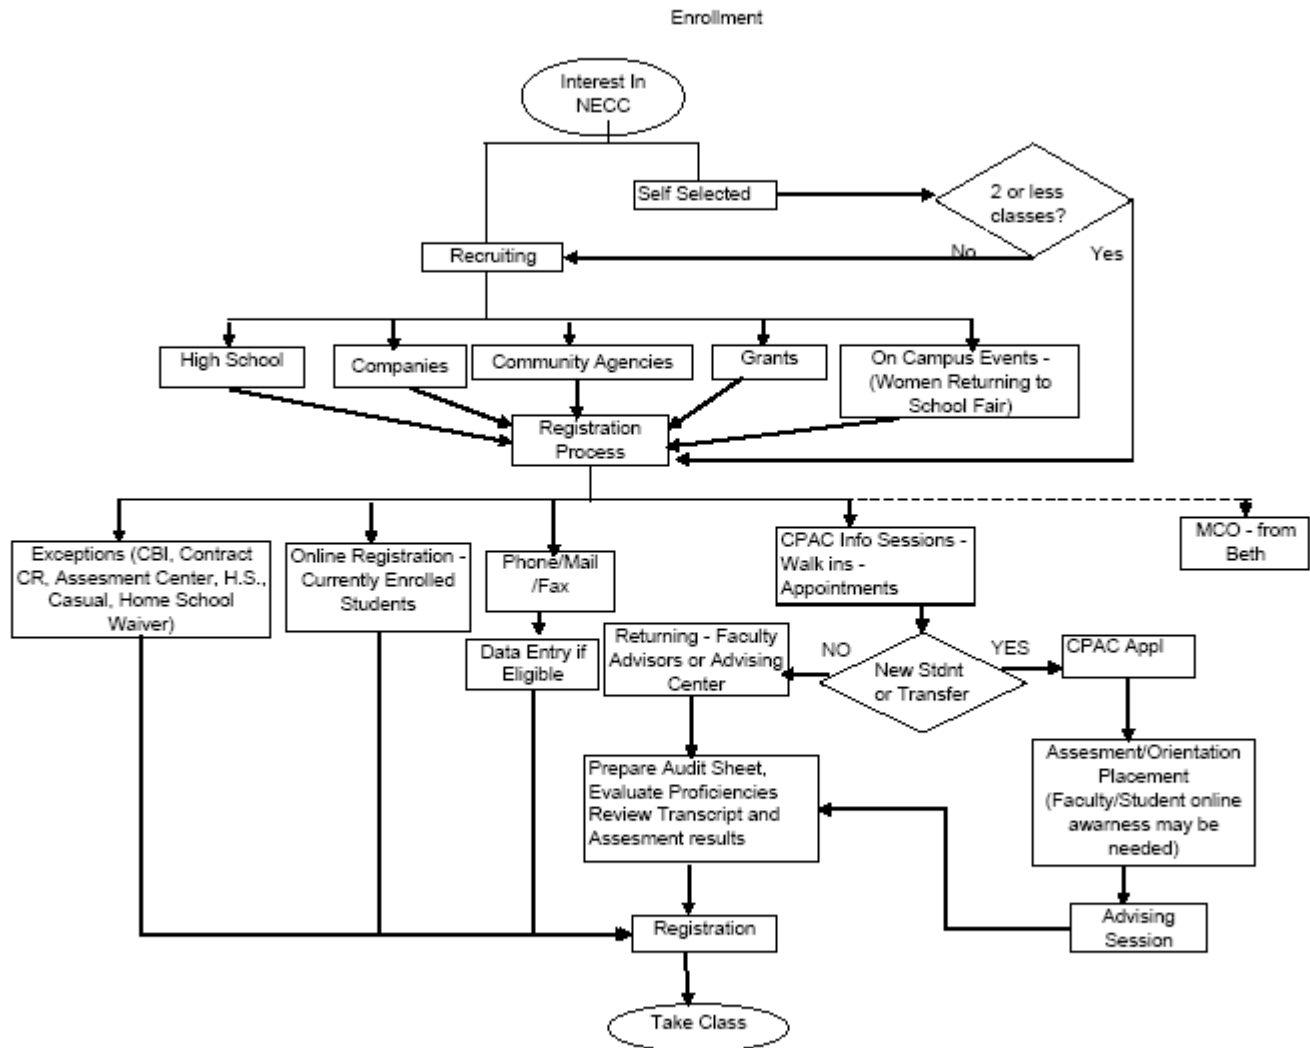 Enrollment
Interest In
NECC
Self Selected
2 or less
classes?
No
Yes
Recruiting
High School
Companies
Community Agencies
Grants
On Campus Events -
(Women Returning to
School Fair)
Registration
Process
Exceptions (CBI, Contract
CR, Assesment Center, H.S.,
Casual, Home School
Waiver)
Online Registration -
Currently Enrolled
Students
Phone/Mail
/Fax
CPAC Info Sessions -
Walk ins -
Appointments
MCO - from
Beth
Data Entry if
Eligible
Returning - Faculty
Advisors or Advising
Center
NO
New Stdnt
or Transfer
YES
CPAC Appl
Prepare Audit Sheet,
Evaluate Proficiencies
Review Transcript and
Assesment results
Assesment/Orientation
Placement
(Faculty/Student online
awarness may be
needed)
Registration
Advising
Session
Take Class